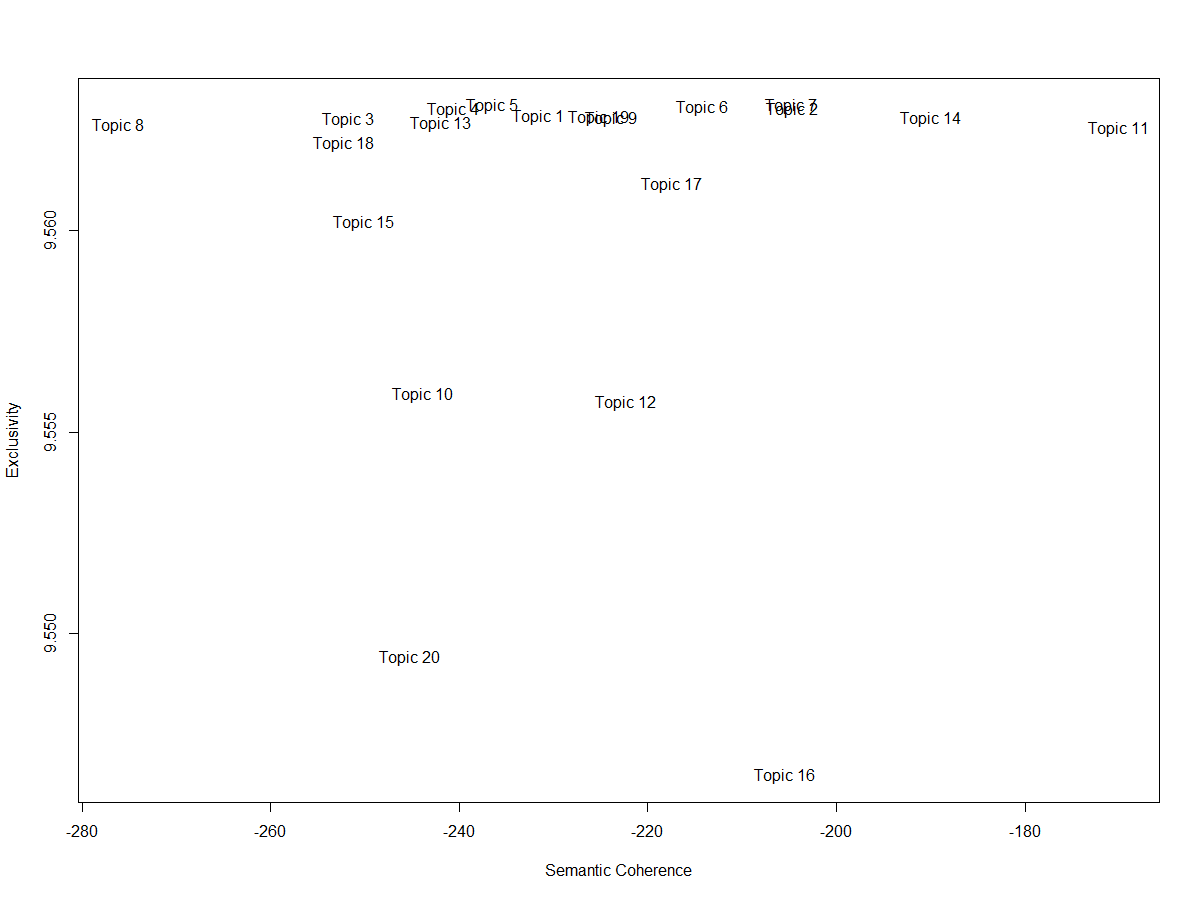 Topic 5
Topic 7
Topic 6
Topic 4
Topic 2
Topic 1
Topic 19
Topic 9
Topic 14
Topic 3
Topic 13
Topic 8
Topic 11
Topic 18
Topic 17
Topic 15
Topic 10
Topic 12
Topic 20
Topic 16
9.560
9.555
9.550
Exclusivity
-280 -260 -240 -220 -200 -180
Semantic Coherence